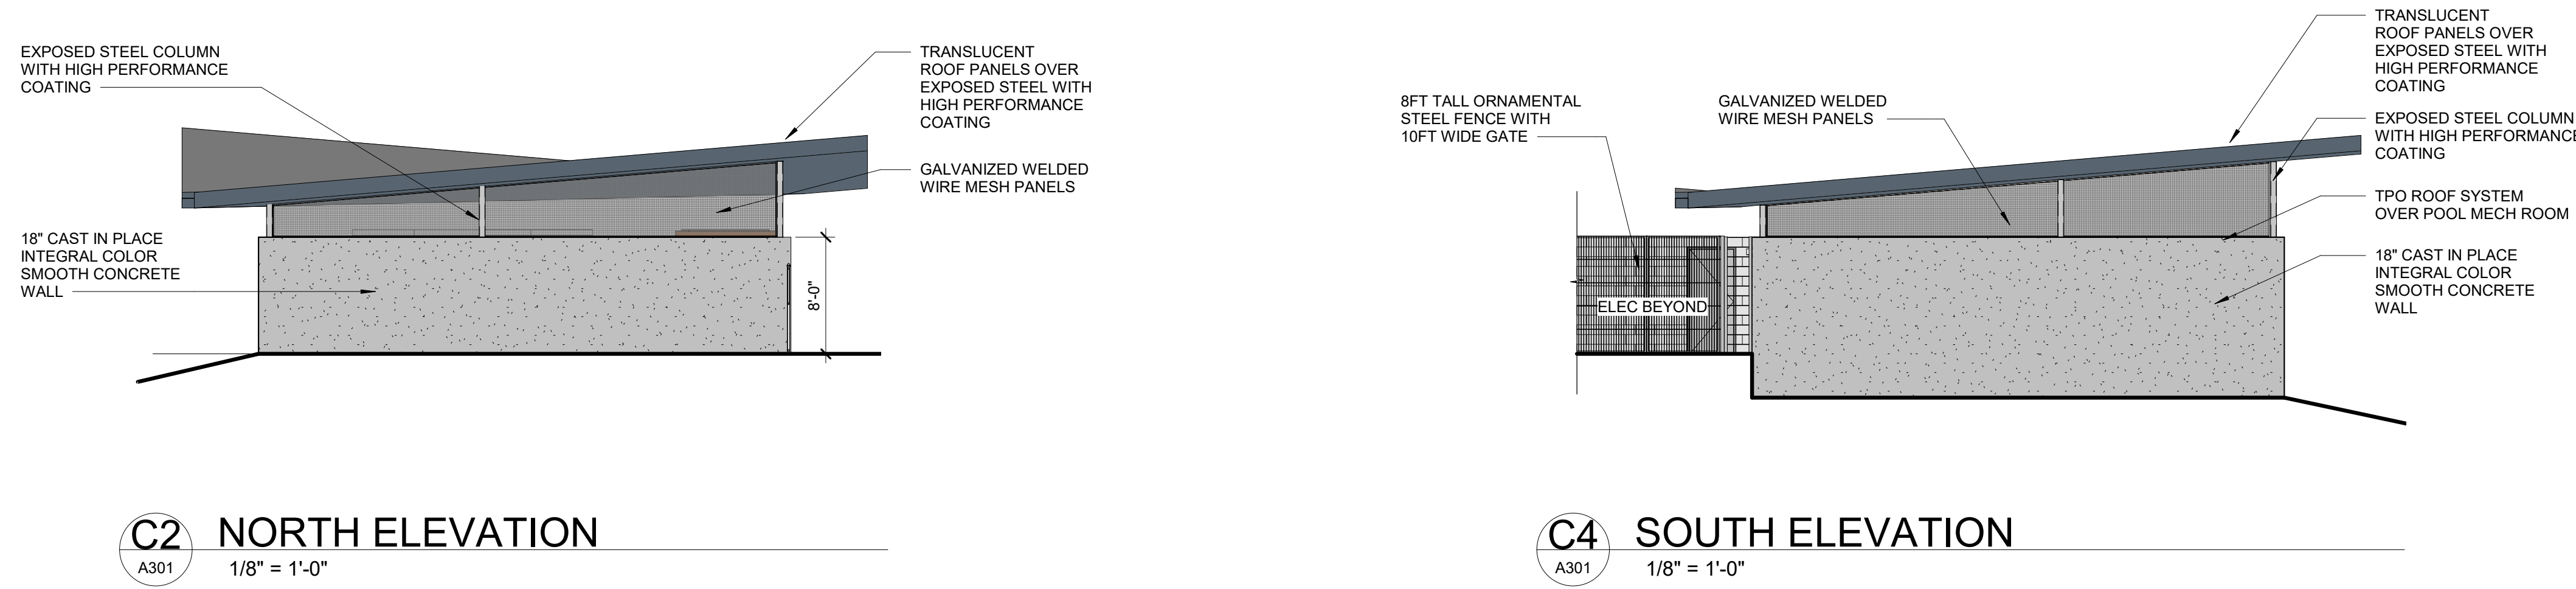 EXPOSED STEEL COLUMN
WITH HIGH PERFORMANCE
COATING
TRANSLUCENT
ROOF PANELS OVER
EXPOSED STEEL WITH
HIGH PERFORMANCE
COATING
GALVANIZED WELDED
WIRE MESH PANELS
18" CAST IN PLACE
INTEGRAL COLOR
SMOOTH CONCRETE
WALL
8'-0"
C2
A301
NORTH ELEVATION
1/8" = 1'-0"
8FT TALL ORNAMENTAL
STEEL FENCE WITH
10FT WIDE GATE
GALVANIZED WELDED
WIRE MESH PANELS
TRANSLUCENT
ROOF PANELS OVER
EXPOSED STEEL WITH
HIGH PERFORMANCE
COATING
EXPOSED STEEL COLUMN
WITH HIGH PERFORMANCE
COATING
TPO ROOF SYSTEM
OVER POOL MECH ROOM
18" CAST IN PLACE
INTEGRAL COLOR
SMOOTH CONCRETE
WALL
ELEC BEYOND
C4
A301
SOUTH ELEVATION
1/8" = 1'-0"